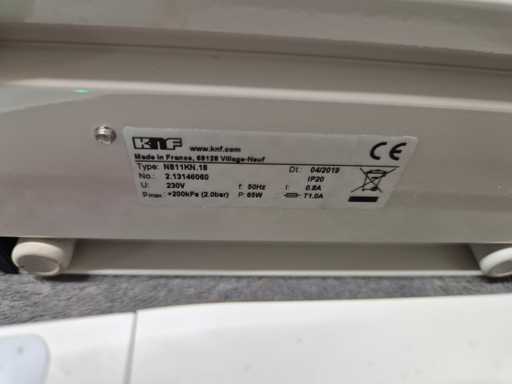 KNF www.knf.com
Made in France, 68128 Village-Neuf
Type: N811KN.18 Dt.: 04/2019
No.: 2.13146060 IP20
U: 230V f: 50Hz I: 0.8A
pmax: +200kPa (2.0bar) P: 65W T1.0A
CE